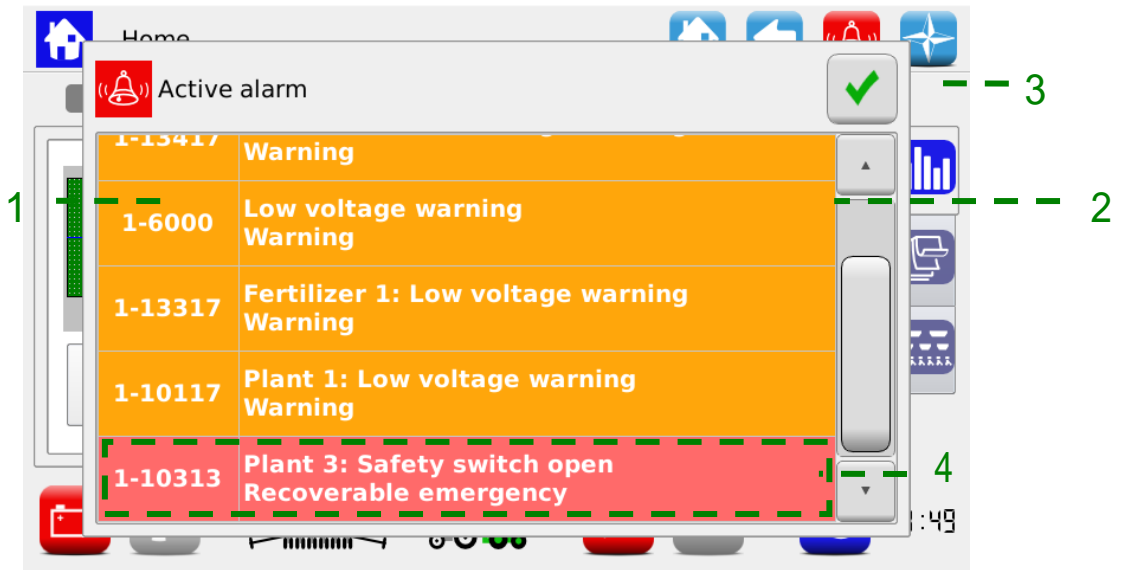 Home
Active alarm
3
1-13417
Warning
1
1-6000
Low voltage warning
Warning
2
1-13317
Fertilizer 1: Low voltage warning
Warning
1-10117
Plant 1: Low voltage warning
Warning
1-10313
Plant 3: Safety switch open
Recoverable emergency
4
:49